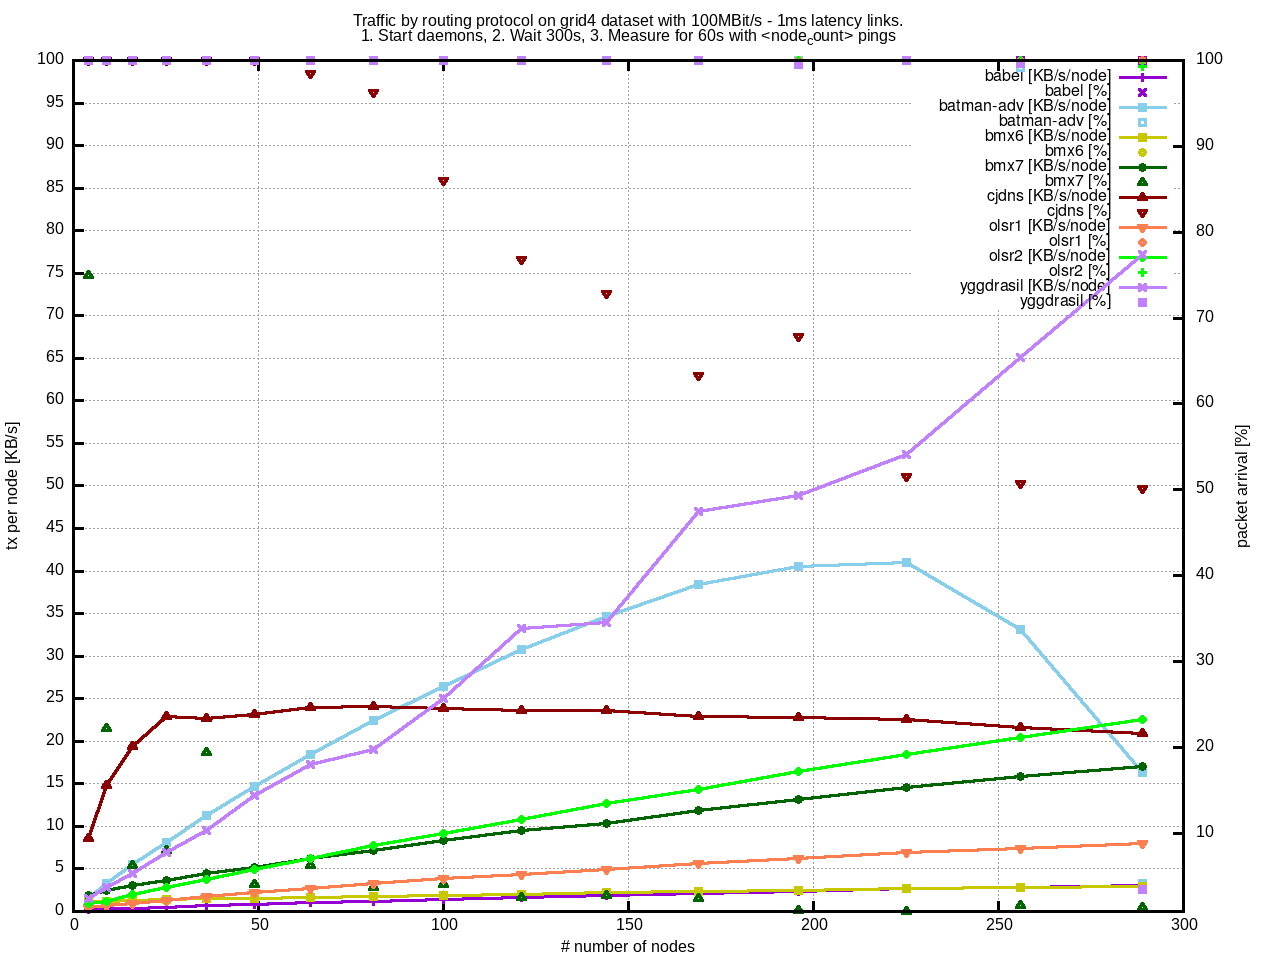 Traffic by routing protocol on grid4 dataset with 100MBit/s - 1ms latency links.
1. Start daemons, 2. Wait 300s, 3. Measure for 60s with <node_count> pings
100
95
90
85
80
75
70
65
60
55
50
45
40
35
30
25
20
15
10
5
0
tx per node [KB/s]
babel [KB/s/node]
babel [%]
batman-adv [KB/s/node]
batman-adv [%]
bmx6 [KB/s/node]
bmx6 [%]
bmx7 [KB/s/node]
bmx7 [%]
cjdns [KB/s/node]
cjdns [%]
olsr1 [KB/s/node]
olsr1 [%]
olsr2 [KB/s/node]
olsr2 [%]
yggdrasil [KB/s/node]
yggdrasil [%]
100
90
80
70
60
50
40
30
20
10
packet arrival [%]
0
50
100
150
200
250
300
# number of nodes